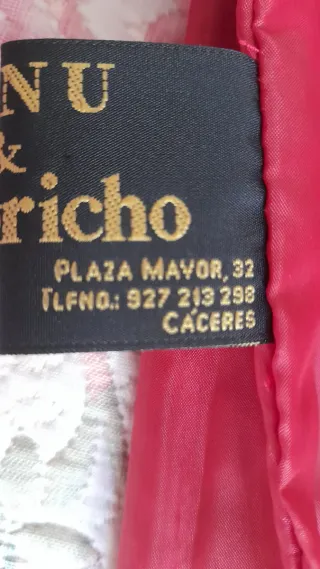 NU
&
richo
PLAZA MAYOR, 32
TLFNO.: 927 213 298
CÁCERES